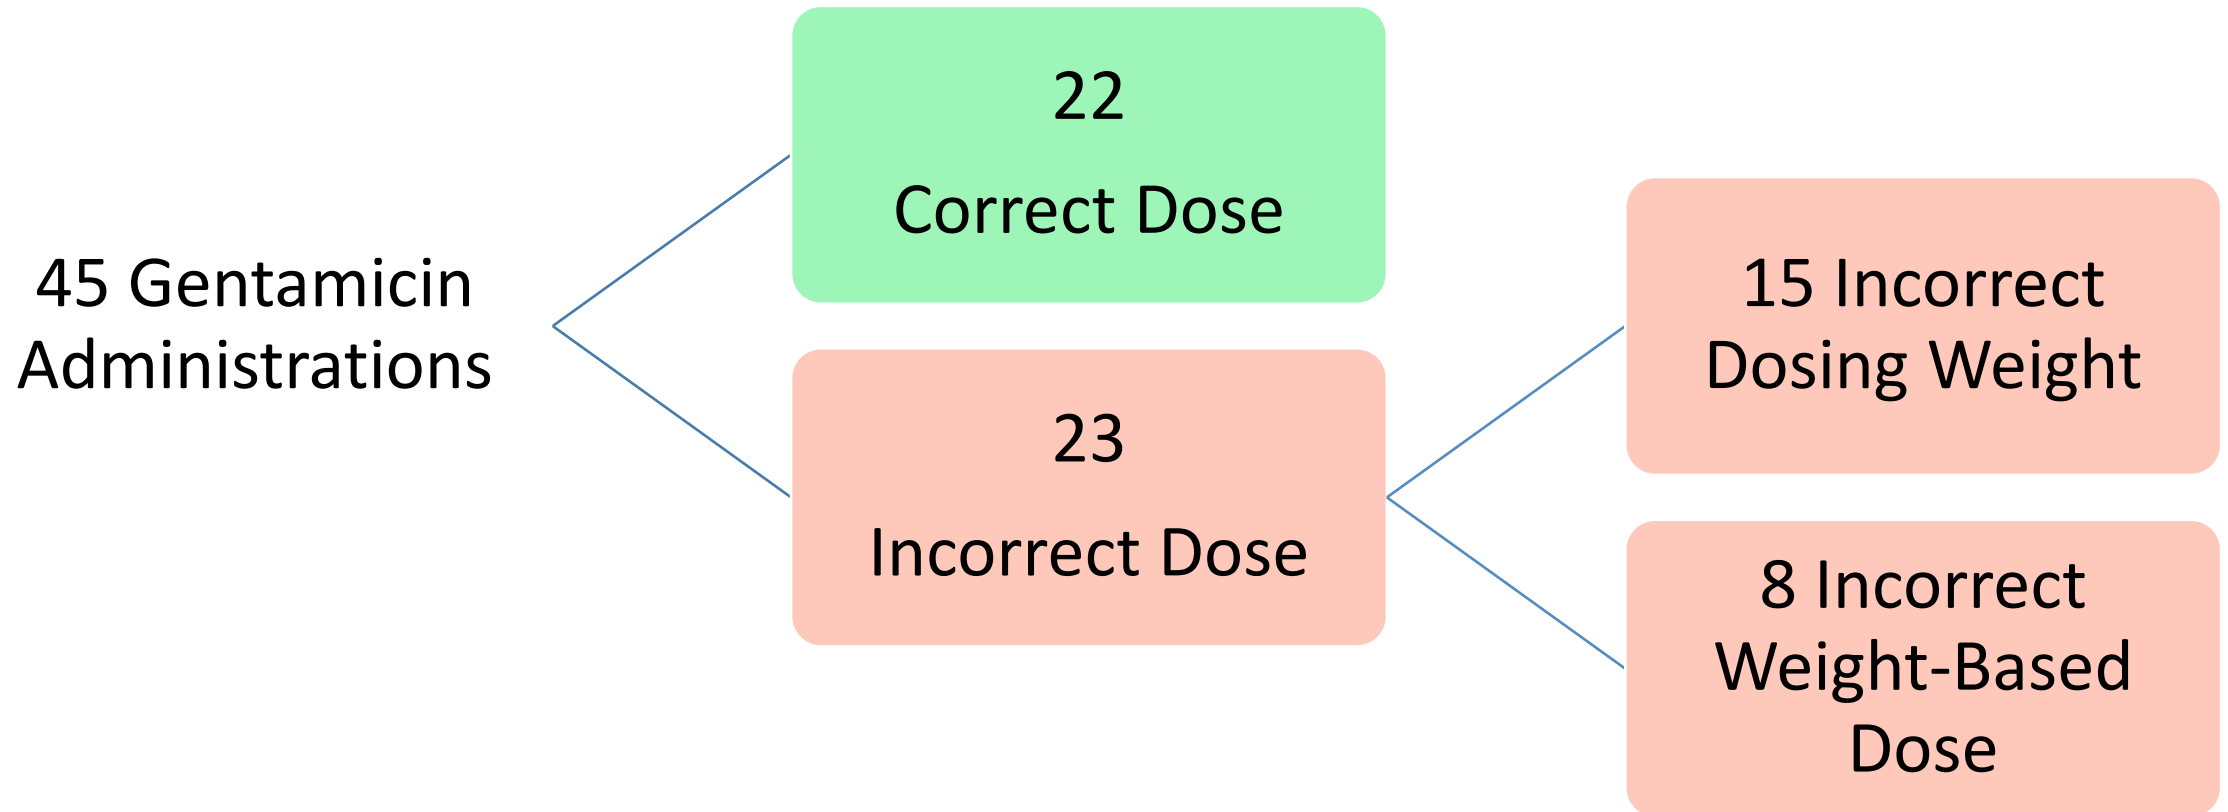 45 Gentamicin
Administrations
22
Correct Dose
23
Incorrect Dose
15 Incorrect
Dosing Weight
8 Incorrect
Weight-Based
Dose